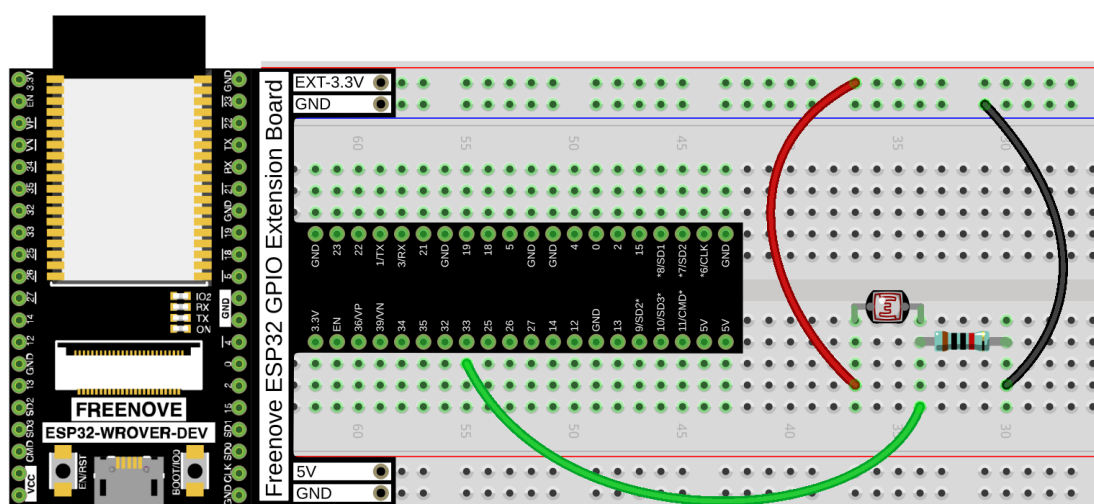 3.3V
EN
VP
VN
34
35
32
33
25
26
27
14
12
GND
13
SD2
SD3
CMD
VCC
GND
23
22
TX
RX
21
GND
19
18
5
GND
4
0
2
15
SD1
SD0
CLK
GND
IO2
RX
TX
ON
FREENOVE
ESP32-WROVER-DEV
EN/RST
BOOT/IO0
Freenove ESP32 GPIO Extension Board
EXT-3.3V
GND
60
55
50
45
35
GND
23
22
1/TX
3/RX
21
GND
19
18
5
GND
GND
4
0
2
15
*8/SD1
*7/SD2
*6/CLK
GND
3.3V
EN
36/VP
39/VN
34
35
32
33
25
26
27
14
12
GND
13
9/SD2*
10/SD3*
11/CMD*
5V
5V
60
55
50
45
40
35
30
5V
GND